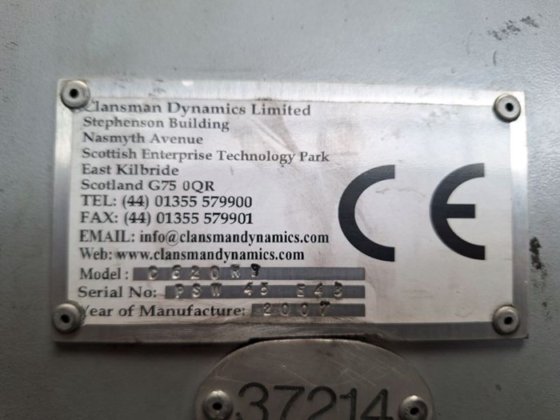 Clansman Dynamics Limited
Stephenson Building
Nasmyth Avenue
Scottish Enterprise Technology Park
East Kilbride
Scotland G75 0QR
TEL: (44) 01355 579900
FAX: (44) 01355 579901
EMAIL: info@clansmandynamics.com
Web: www.clansmandynamics.com
CE
Model:
Serial No: PSW 45
Year of Manufacture: 2007
37214